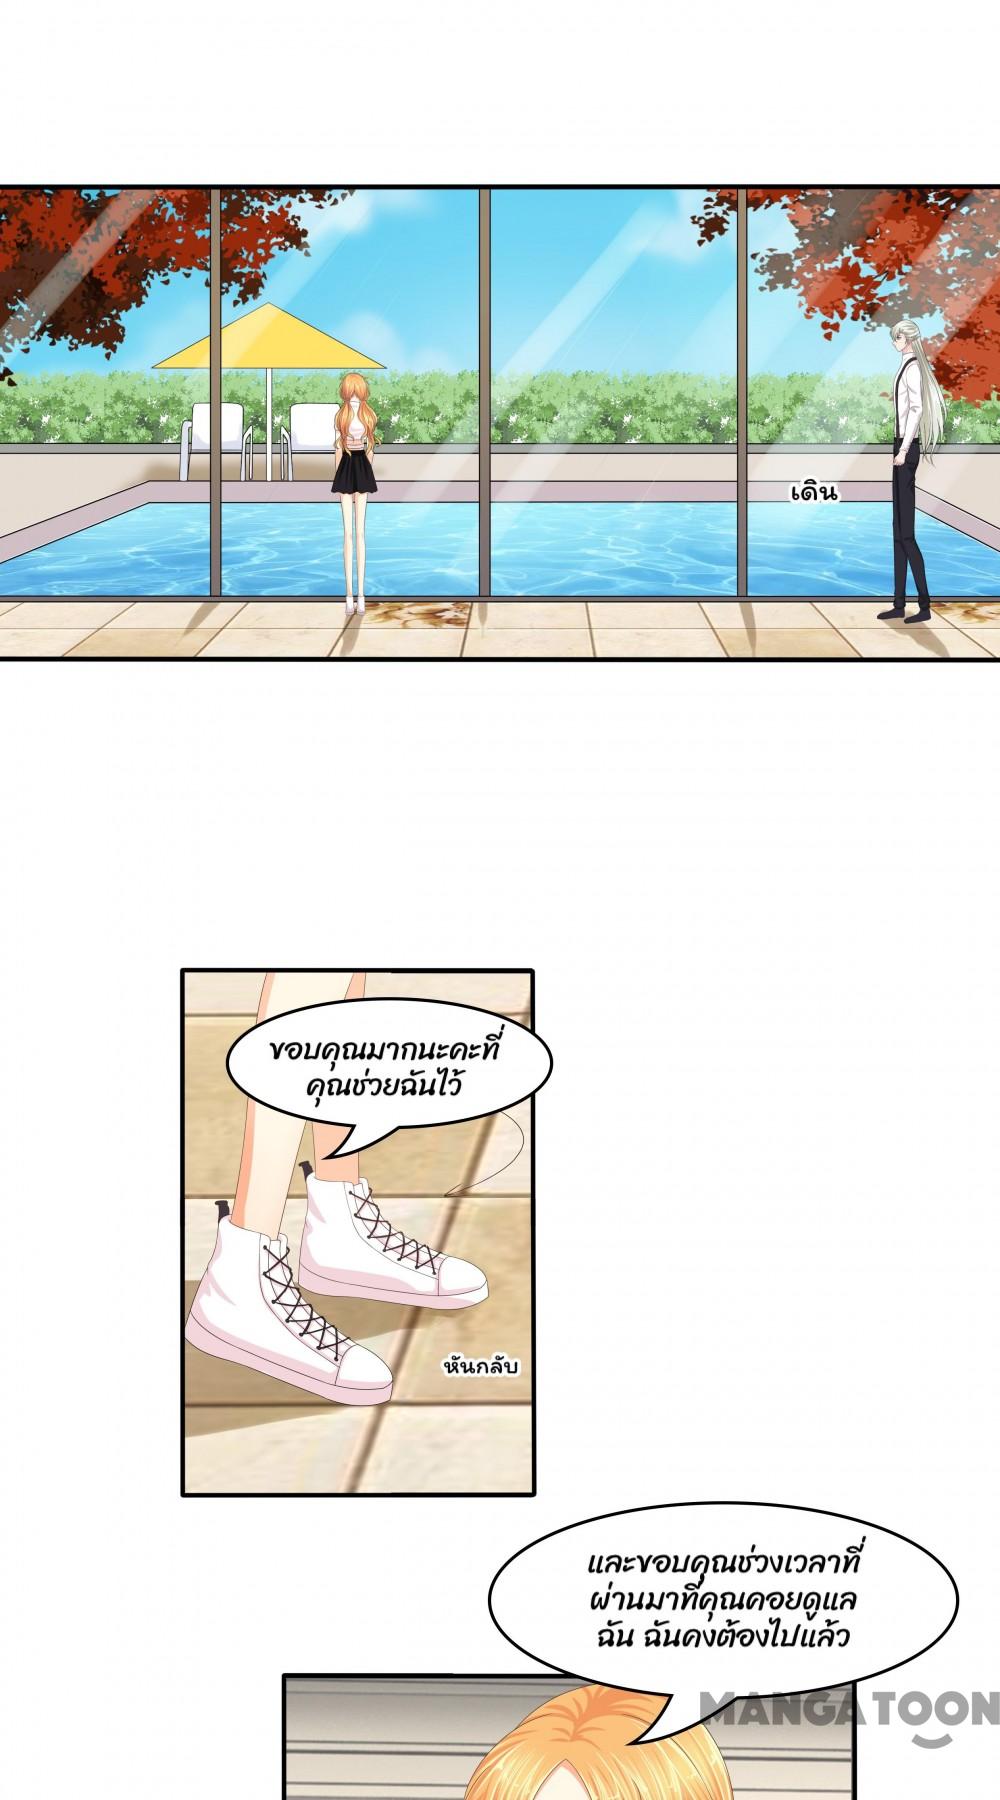 เดิน
ขอบคุณมากนะคะที่
คุณช่วยฉันไว้
หันกลับ
และขอบคุณช่วงเวลาที่
ผ่านมาที่คุณคอยดูแล
ฉัน ฉันคงต้องไปแล้ว
MANGATOON